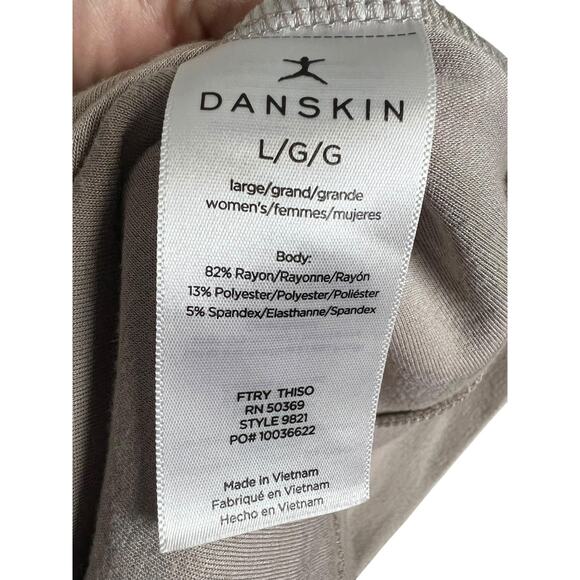 DANSKIN
L/G/G
large/grand/grande
women's/femmes/mujeres
Body:
82% Rayon/Rayonne/Rayón
13% Polyester/Polyester/Poliéster
5% Spandex/Elasthanne/Spandex
FTRY THISO
RN 50369
STYLE 9821
PO# 10036622
Made in Vietnam
Fabriqué en Vietnam
Hecho en Vietnam